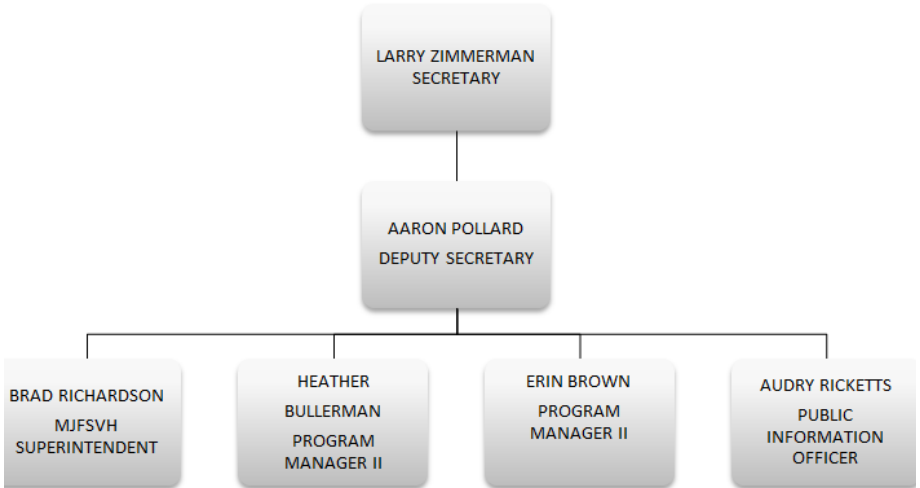 LARRY ZIMMERMAN
SECRETARY
AARON POLLARD
DEPUTY SECRETARY
BRAD RICHARDSON
MJFSVH
SUPERINTENDENT
HEATHER
BULLERMAN
PROGRAM
MANAGER II
ERIN BROWN
PROGRAM
MANAGER II
AUDRY RICKETTS
PUBLIC
INFORMATION
OFFICER